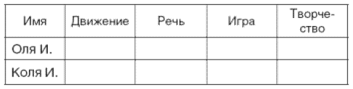 Имя Движение Речь Игра Творче-
ство
Оля И.
Коля И.